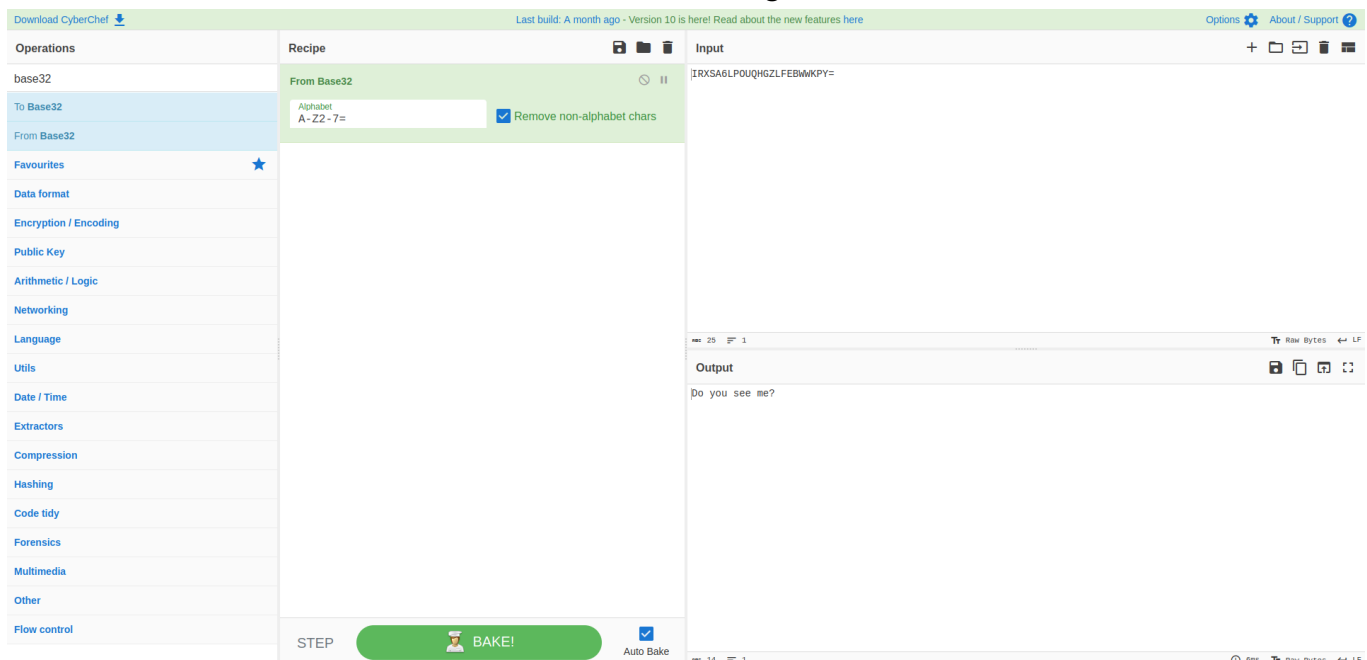 Download CyberChef
Last build: A month ago - Version 10 is here! Read about the new features here
Options
About / Support
Operations
Recipe
Input
base32
To Base32
From Base32
Favourites
Data format
Encryption / Encoding
Public Key
Arithmetic / Logic
Networking
Language
Utils
Date / Time
Extractors
Compression
Hashing
Code tidy
Forensics
Multimedia
Other
Flow control
From Base32
Alphabet
A-Z2-7=
Remove non-alphabet chars
STEP
BAKE!
Auto Bake
IRXSA6LPOUQHGZLFEBWWKPY=
25 1
Raw Bytes LF
Output
Do you see me?